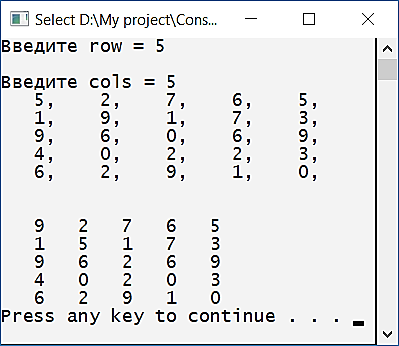 Select D:\My project\Cons...
Введите row = 5
Введите cols = 5
5, 2, 7, 6, 5,
1, 9, 1, 7, 3,
9, 6, 0, 6, 9,
4, 0, 2, 2, 3,
6, 2, 9, 1, 0,
9 2 7 6 5
1 5 1 7 3
9 6 2 6 9
4 0 2 0 3
6 2 9 1 0
Press any key to continue . . .